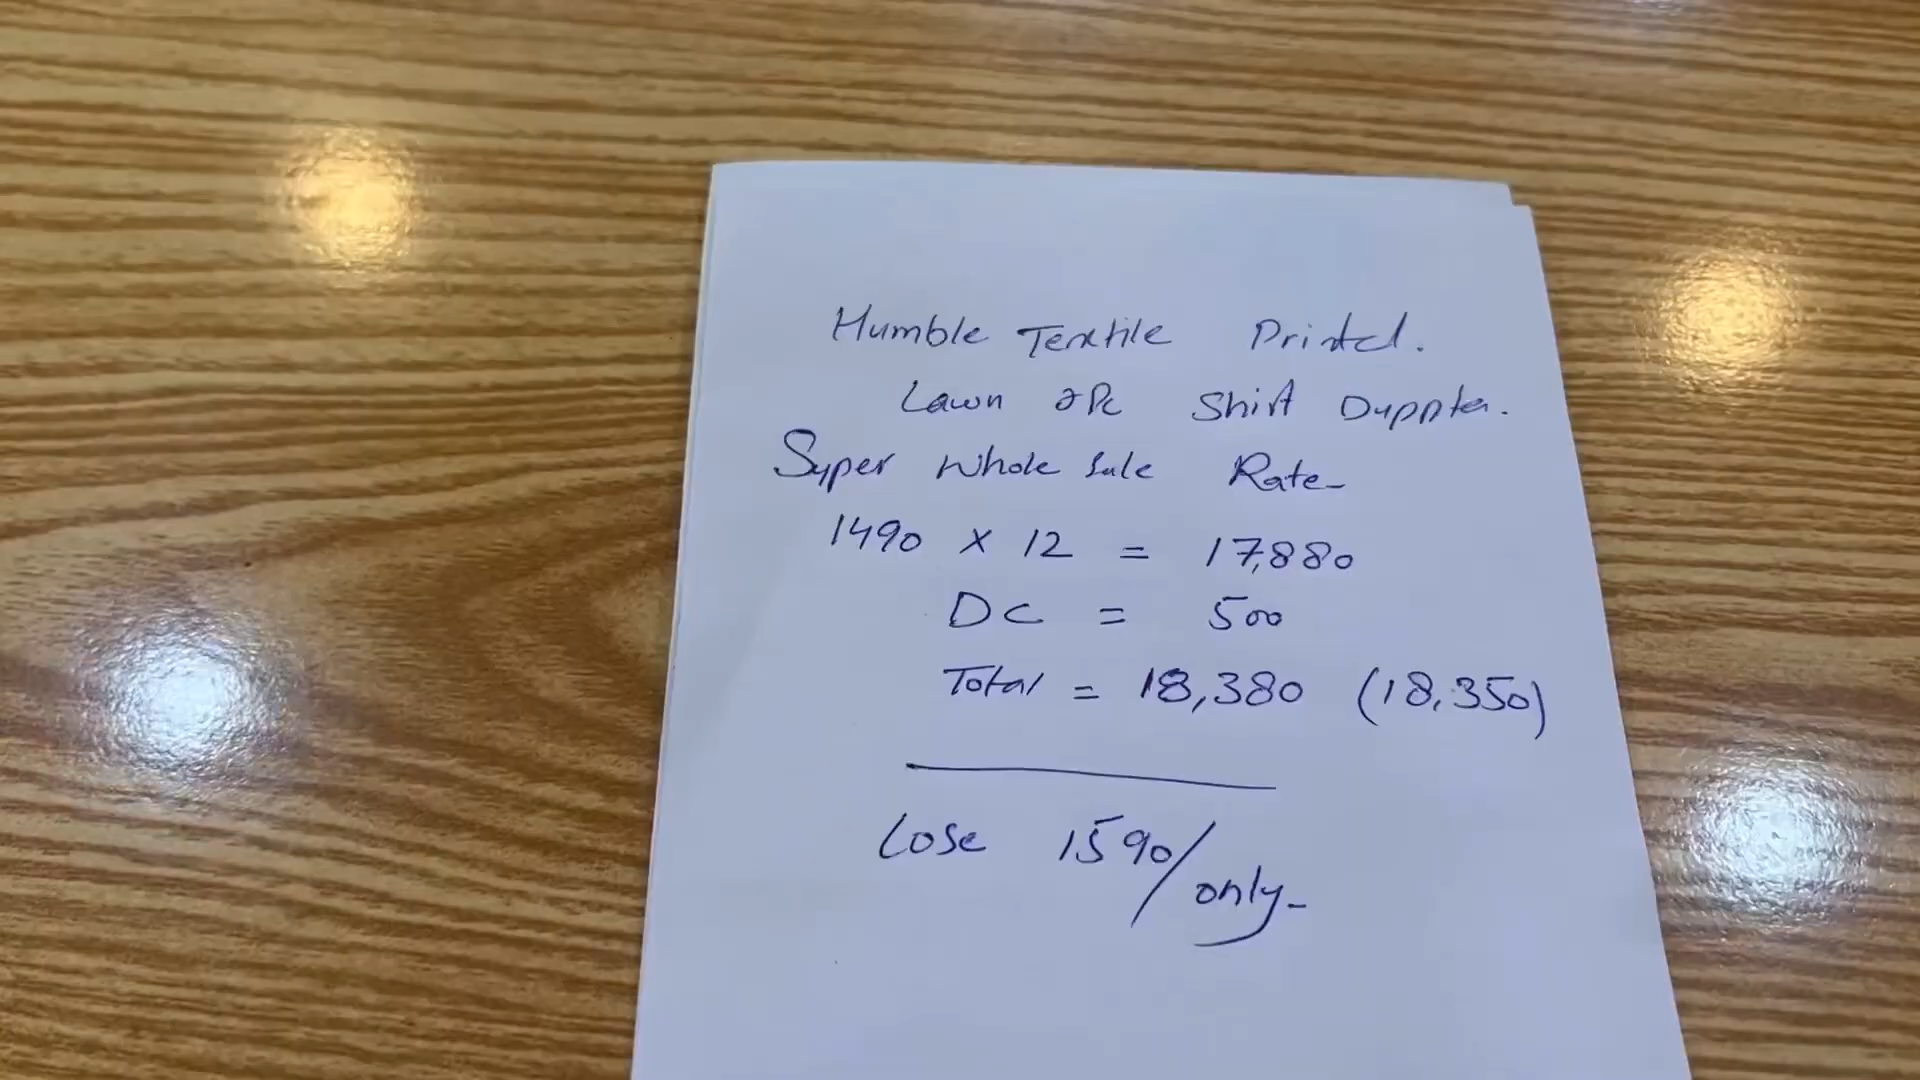 Humble Textile Printed.
Lawn 2Pc Shirt Duppta.
Super Whole Sale Rate-
1490 x 12 = 17,880
DC = 500
Total = 18,380 (18,350)
Lose 1590/
only-